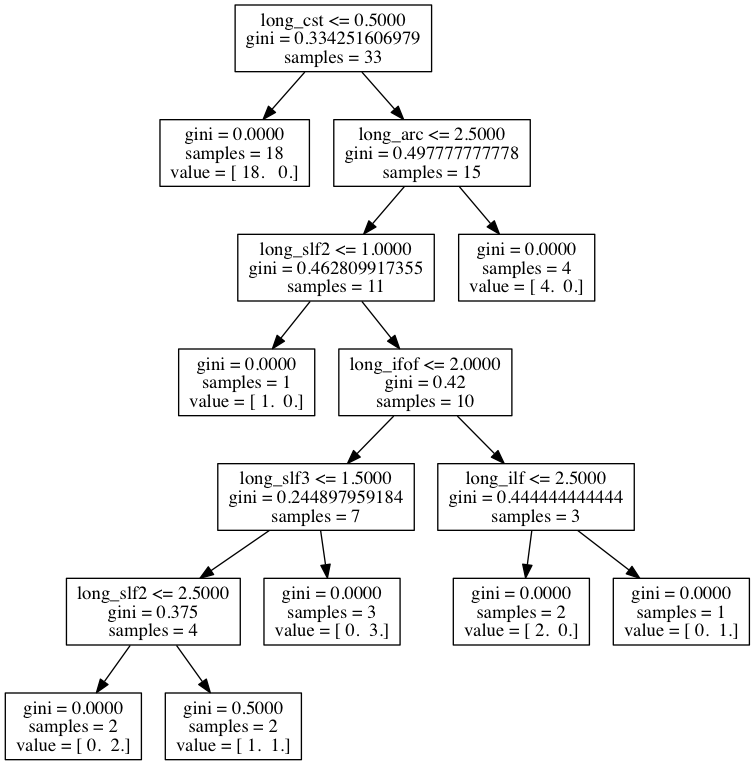 long_cst <= 0.5000
gini = 0.334251606979
samples = 33
gini = 0.0000
samples = 18
value = [ 18.   0.]
long_arc <= 2.5000
gini = 0.497777777778
samples = 15
long_slf2 <= 1.0000
gini = 0.462809917355
samples = 11
gini = 0.0000
samples = 4
value = [ 4.  0.]
gini = 0.0000
samples = 1
value = [ 1.  0.]
long_ifof <= 2.0000
gini = 0.42
samples = 10
long_slf3 <= 1.5000
gini = 0.244897959184
samples = 7
long_ilf <= 2.5000
gini = 0.444444444444
samples = 3
long_slf2 <= 2.5000
gini = 0.375
samples = 4
gini = 0.0000
samples = 3
value = [ 0.  3.]
gini = 0.0000
samples = 2
value = [ 2.  0.]
gini = 0.0000
samples = 1
value = [ 0.  1.]
gini = 0.0000
samples = 2
value = [ 0.  2.]
gini = 0.5000
samples = 2
value = [ 1.  1.]